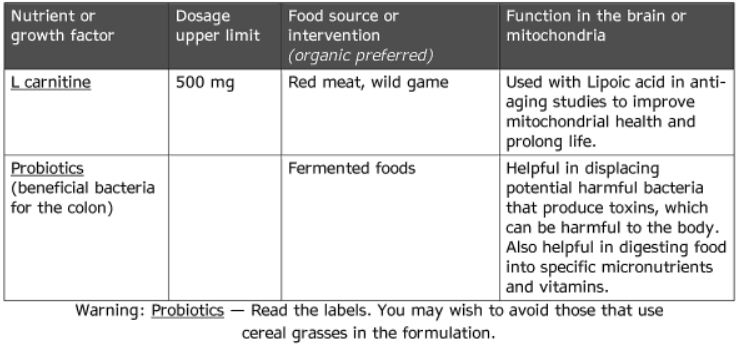 Nutrient or growth factor
Dosage upper limit
Food source or intervention (organic preferred)
Function in the brain or mitochondria
L carnitine
500 mg
Red meat, wild game
Used with Lipoic acid in anti-
aging studies to improve
mitochondrial health and
prolong life.
Probiotics
(beneficial bacteria
for the colon)
Fermented foods
Helpful in displacing
potential harmful bacteria
that produce toxins, which
can be harmful to the body.
Also helpful in digesting food
into specific micronutrients
and vitamins.
Warning: Probiotics — Read the labels. You may wish to avoid those that use
cereal grasses in the formulation.